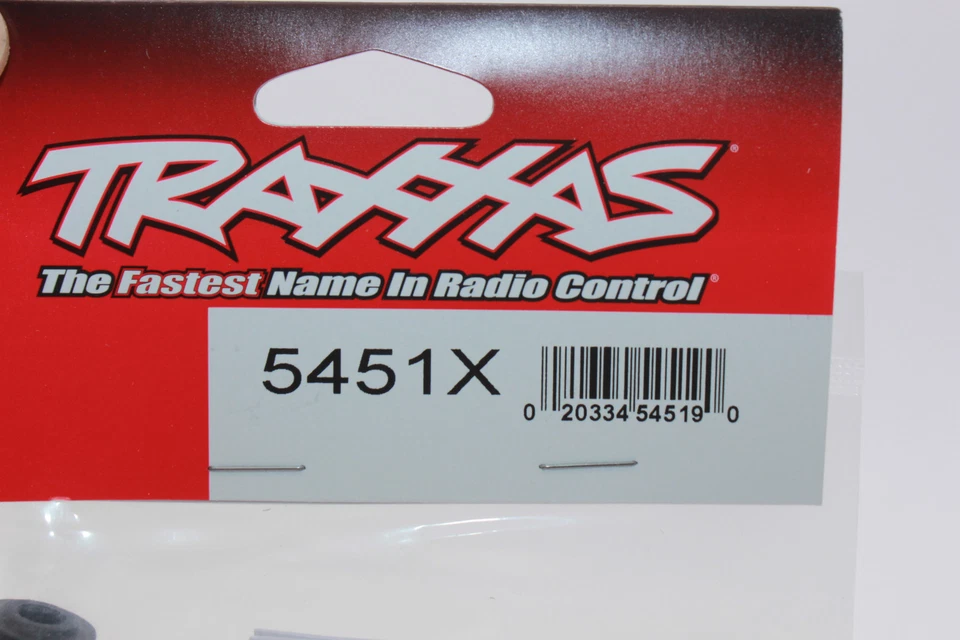 TRAXXAS®
The Fastest Name In Radio Control®
5451X
0 20334 54519 0